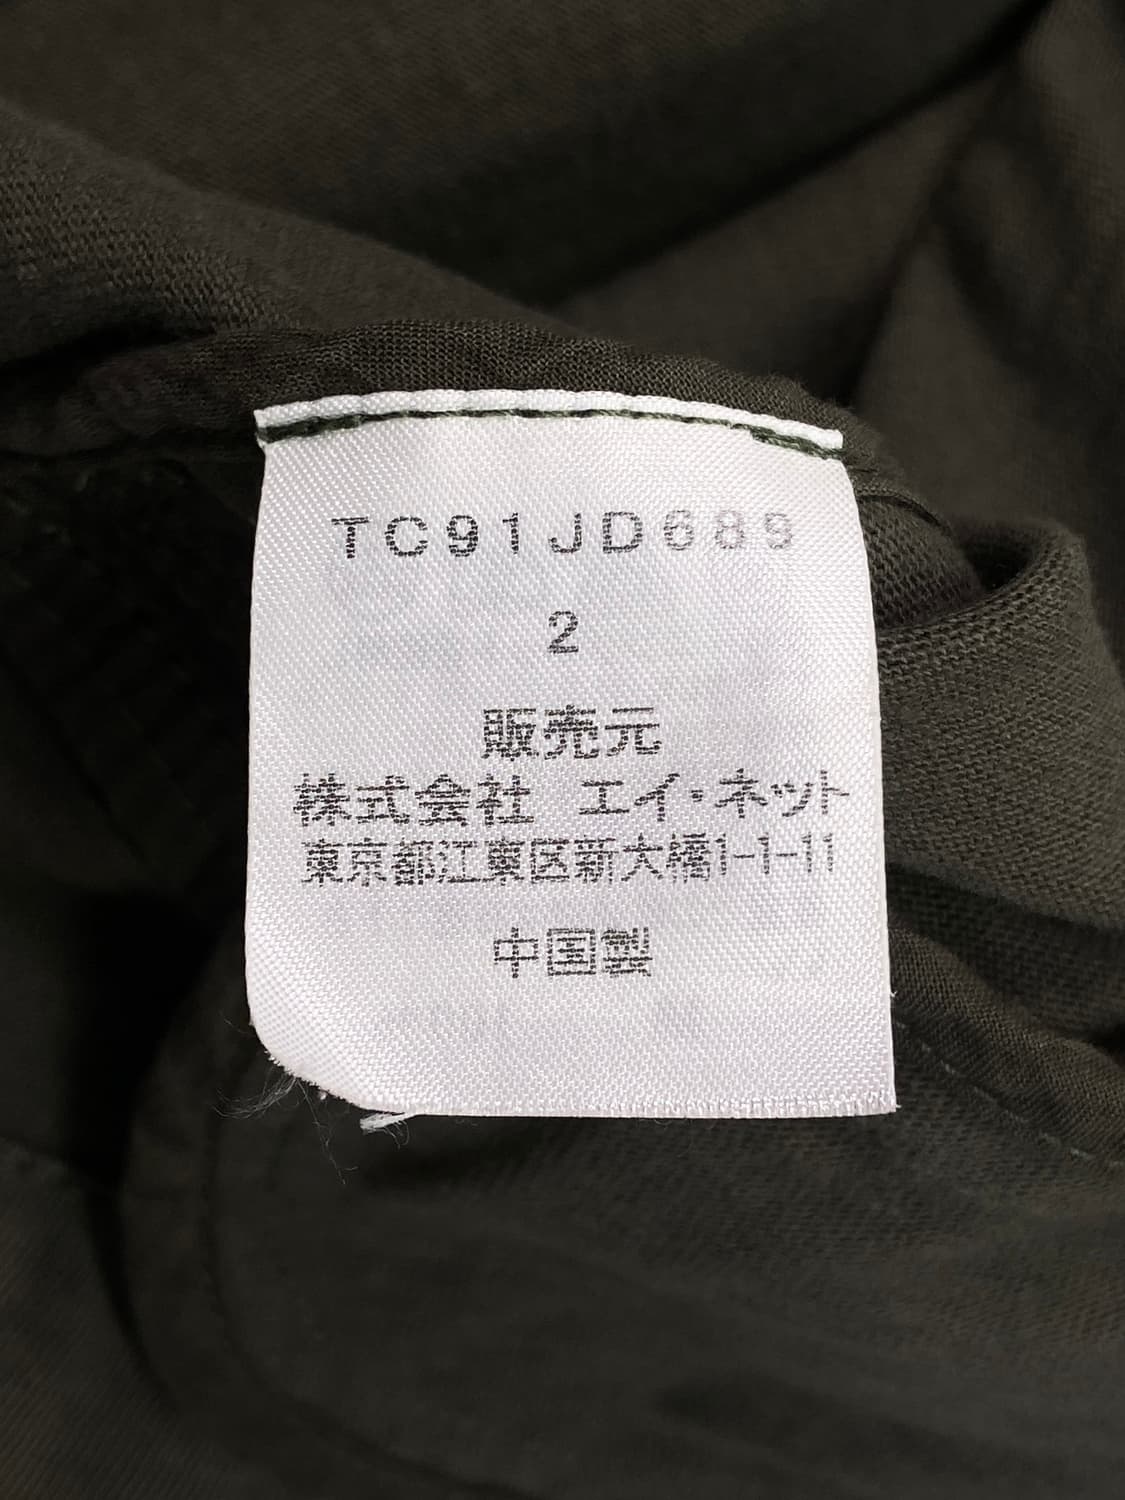 TC91JD689
2
販売元
株式会社　エイ・ネット
東京都江東区新大橋1-1-11
中国製